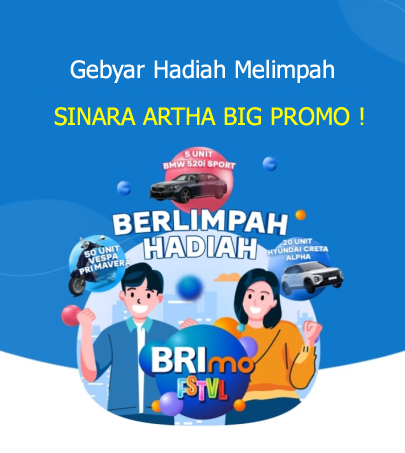 Gebyar Hadiah Melimpah
SINARA ARTHA BIG PROMO !
5 UNIT
BMW 520i SPORT
BERLIMPAH
HADIAH
50 UNIT
VESPA
PRIMAVERA
20 UNIT
HYUNDAI CRETA
ALPHA
BRImo
FSTVL